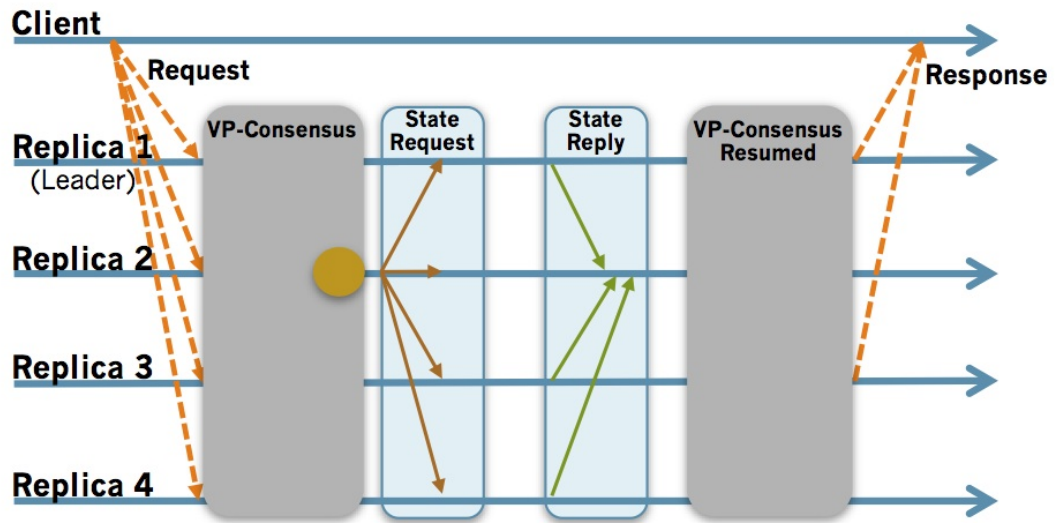 Client
Request
Response
VP-Consensus
State
Request
State
Reply
VP-Consensus
Resumed
Replica 1
(Leader)
Replica 2
Replica 3
Replica 4